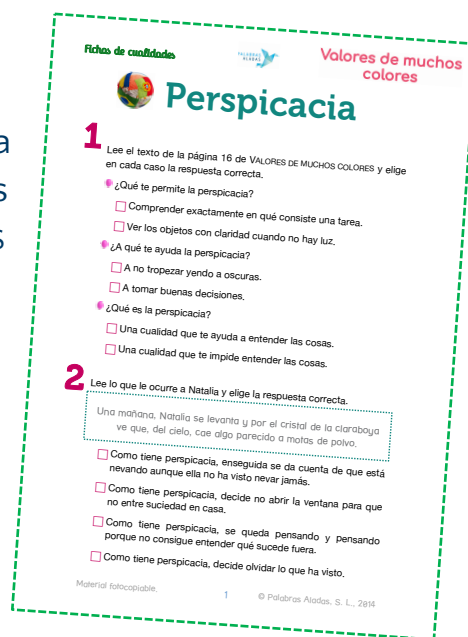 a
s
s
Fichas de cualidades
PALABRAS
ALADAS
Valores de muchos
colores
Perspicacia
1
Lee el texto de la página 16 de VALORES DE MUCHOS COLORES y elige
en cada caso la respuesta correcta.
¿Qué te permite la perspicacia?
Comprender exactamente en qué consiste una tarea.
Ver los objetos con claridad cuando no hay luz.
¿A qué te ayuda la perspicacia?
A no tropezar yendo a oscuras.
A tomar buenas decisiones.
¿Qué es la perspicacia?
Una cualidad que te ayuda a entender las cosas.
Una cualidad que te impide entender las cosas.
2
Lee lo que le ocurre a Natalia y elige la respuesta correcta.
Una mañana, Natalia se levanta y por el cristal de la claraboya
ve que, del cielo, cae algo parecido a motas de polvo.
Como tiene perspicacia, enseguida se da cuenta de que está
nevando aunque ella no ha visto nevar jamás.
Como tiene perspicacia, decide no abrir la ventana para que
no entre suciedad en casa.
Como tiene perspicacia, se queda pensando y pensando
porque no consigue entender qué sucede fuera.
Como tiene perspicacia, decide olvidar lo que ha visto.
Material fotocopiable.
1
© Palabras Aladas, S. L., 2014